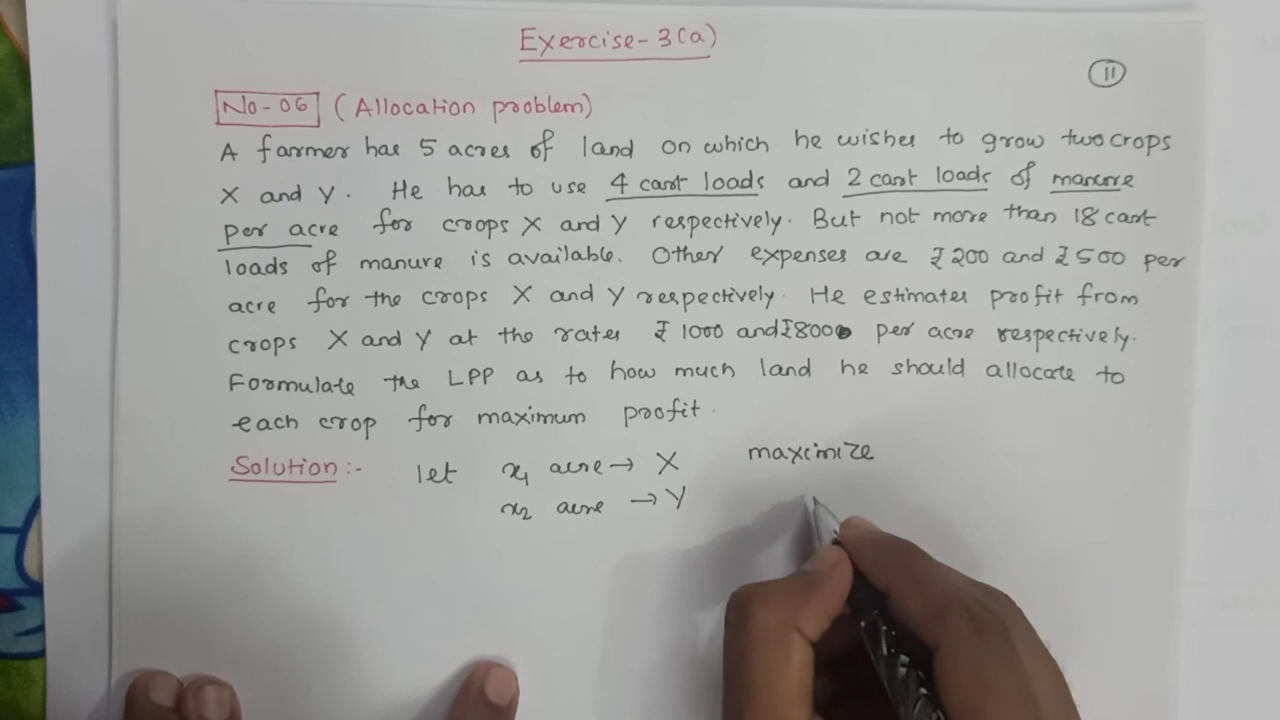 Exercise-3(a)
11
No-06 (Allocation problem)
A farmer has 5 acres of land on which he wishes to grow two crops
X and Y. He has to use 4 cart loads and 2 cart loads of manure
per acre for crops X and Y respectively. But not more than 18 cart
loads of manure is available. Other expenses are ₹200 and ₹500 per
acre for the crops X and Y respectively. He estimates profit from
crops X and Y at the rates ₹1000 and ₹800 per acre respectively.
Formulate the LPP as to how much land he should allocate to
each crop for maximum profit.
Solution:- let x₁ acre → X maximize
x₂ acre → Y